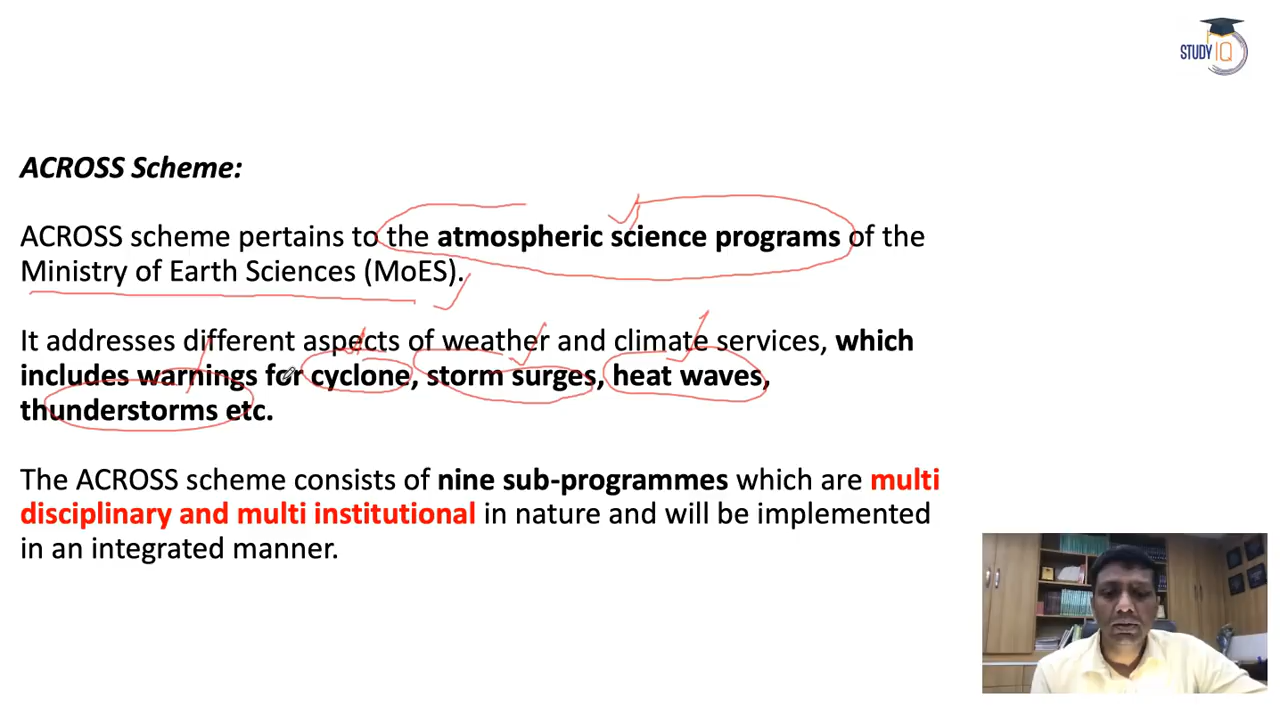 STUDY IQ
ACROSS Scheme:
ACROSS scheme pertains to the atmospheric science programs of the
Ministry of Earth Sciences (MoES).
It addresses different aspects of weather and climate services, which
includes warnings for cyclone, storm surges, heat waves,
thunderstorms etc.
The ACROSS scheme consists of nine sub-programmes which are multi
disciplinary and multi institutional in nature and will be implemented
in an integrated manner.